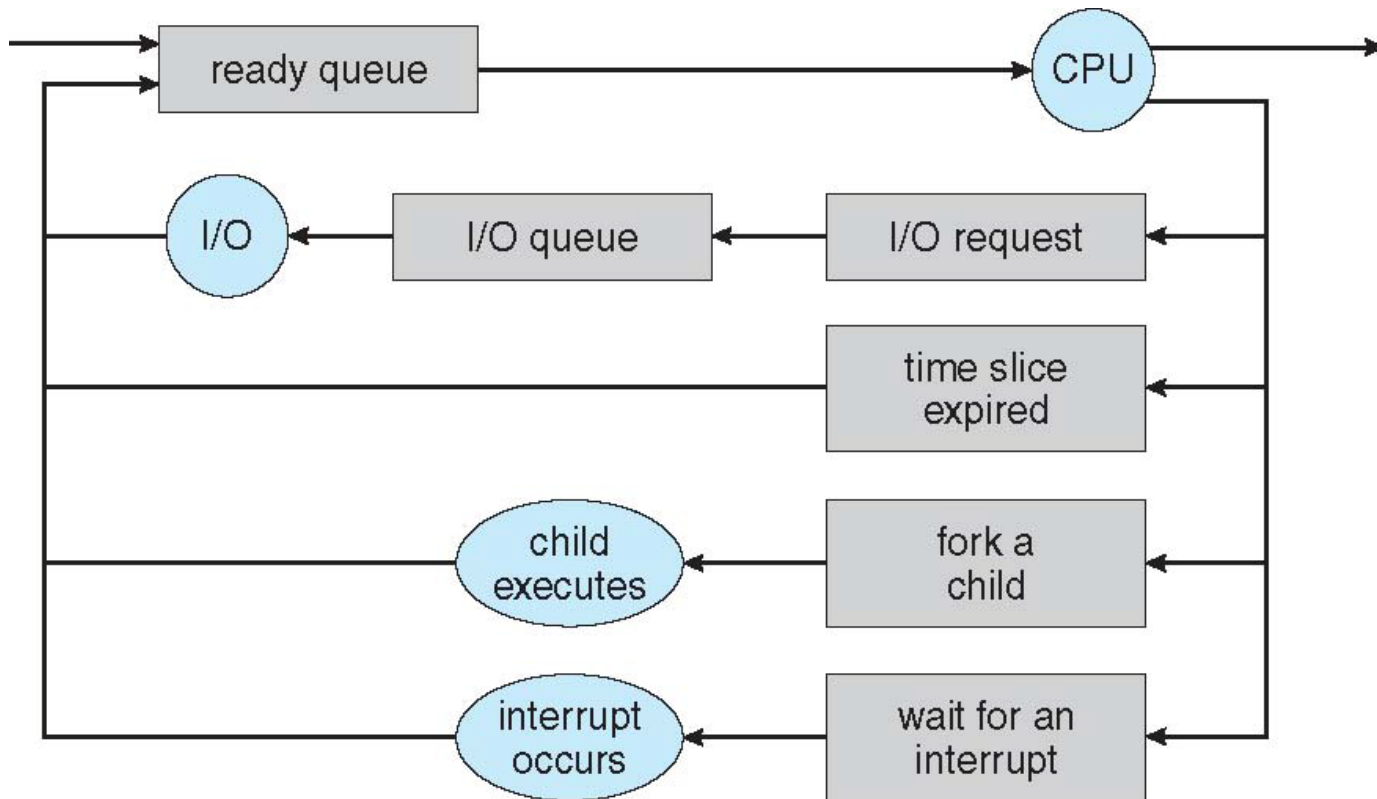 ready queue
CPU
I/O
I/O queue
I/O request
time slice
expired
child
executes
fork a
child
interrupt
occurs
wait for an
interrupt